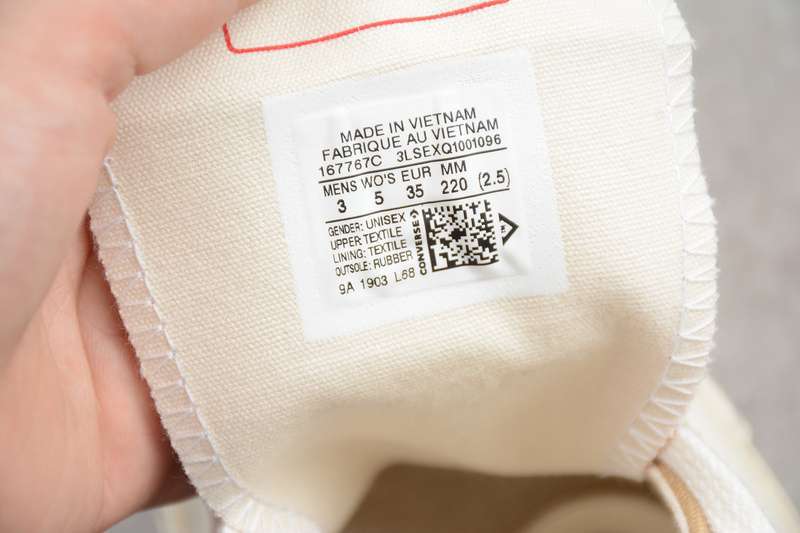 MADE IN VIETNAM
FABRIQUE AU VIETNAM
167767C 3LSEXQ1001096
MENS WO'S EUR MM
3 5 35 220 (2.5)
GENDER: UNISEX
UPPER: TEXTILE
LINING: TEXTILE
OUTSOLE: RUBBER
9A 1903 L68
CONVERSE
TM